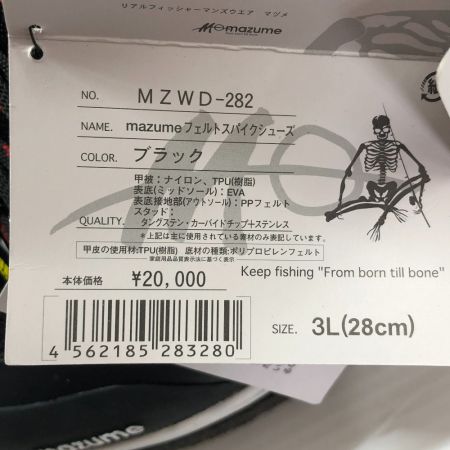 リアルフィッシャーマンズウエア マツメ
mazume
NO. MZWD-282
NAME. mazumeフェルトスパイクシューズ
COLOR. ブラック
甲被：ナイロン、TPU(樹脂)
表底(ミッドソール)：EVA
表底接地部(アウトソール)：PPフェルト
スタッド：
QUALITY. タングステン・カーバイドチップ+ステンレス
＊上記は主に使用されている素材のみ表記しています。
甲皮の使用材:TPU(樹脂) 底材の種類:ポリプロピレンフェルト
家庭用品品質表示法に基づく表示
本体価格 ¥20,000
Keep fishing "From born till bone"
4 562185 283280
SIZE. 3L(28cm)
mazume